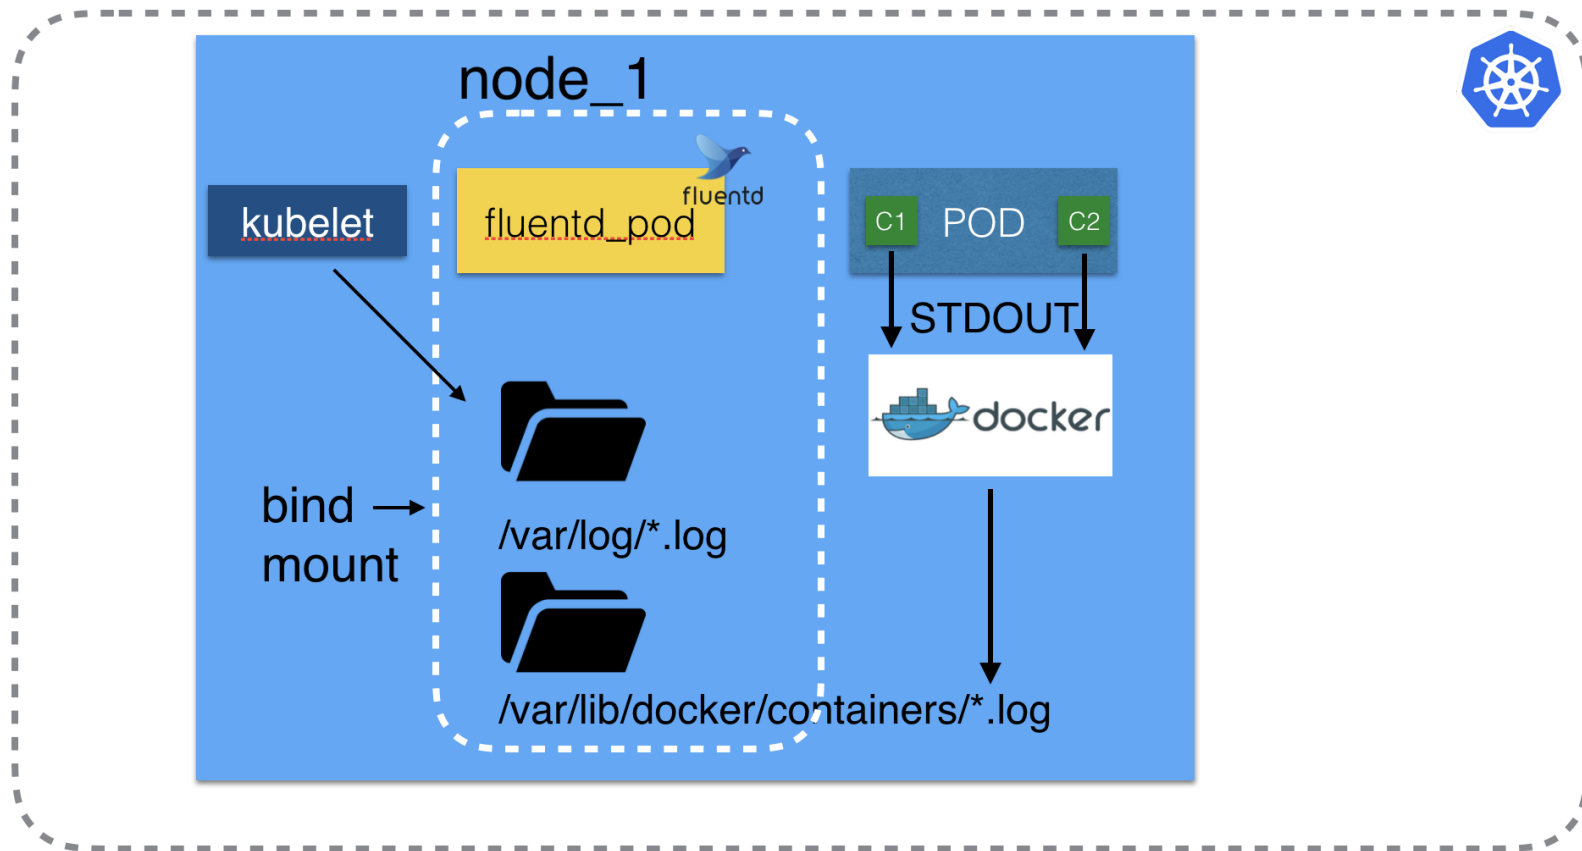 node_1
kubelet
fluentd_pod
fluentd
C1
POD
C2
STDOUT
docker
bind
mount
/var/log/*.log
/var/lib/docker/containers/*.log